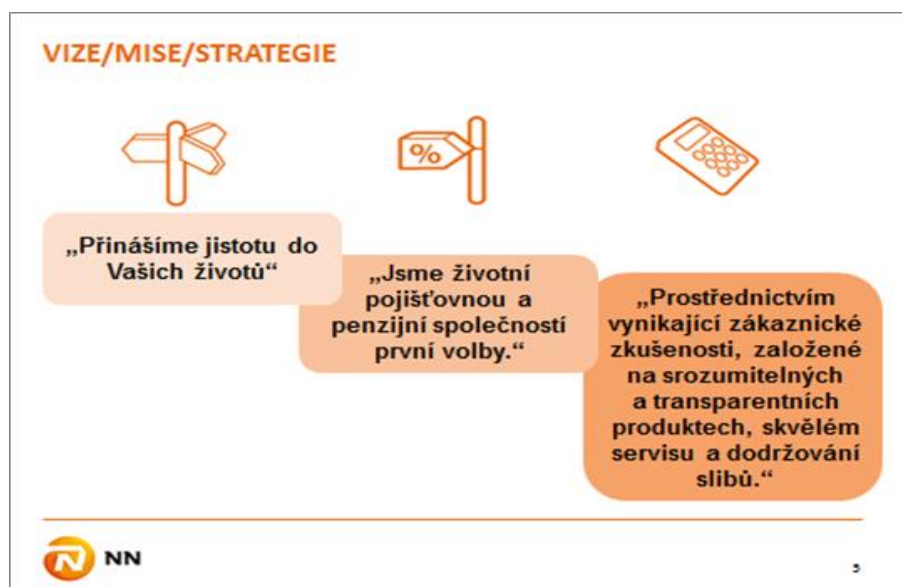 VIZE/MISE/STRATEGIE
%
„Přinášíme jistotu do
Vašich životů“
„Jsme životní
pojišťovnou a
penzijní společností
první volby.“
„Prostřednictvím
vynikající zákaznické
zkušenosti, založené
na srozumitelných
a transparentních
produktech, skvělém
servisu a dodržování
slibů.“
NN